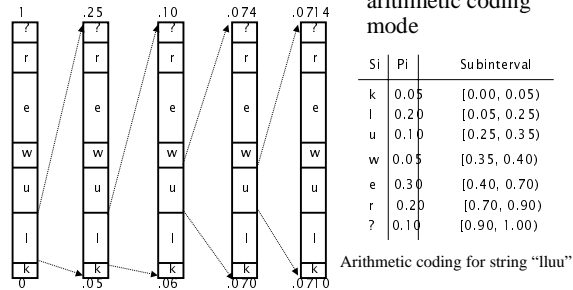 arithmetic coding
mode
1 .25 .10 .074 .0714
? ? ? ? ?
r r r r r
e e e e e
w w w w w
u u u u u
l l l l l
k k k k k
0 .05 .06 .070 .0710
Si Pi Subinterval
k 0.05 [0.00, 0.05)
l 0.20 [0.05, 0.25)
u 0.10 [0.25, 0.35)
w 0.05 [0.35, 0.40)
e 0.30 [0.40, 0.70)
r 0.20 [0.70, 0.90)
? 0.10 [0.90, 1.00)
Arithmetic coding for string “lluu”